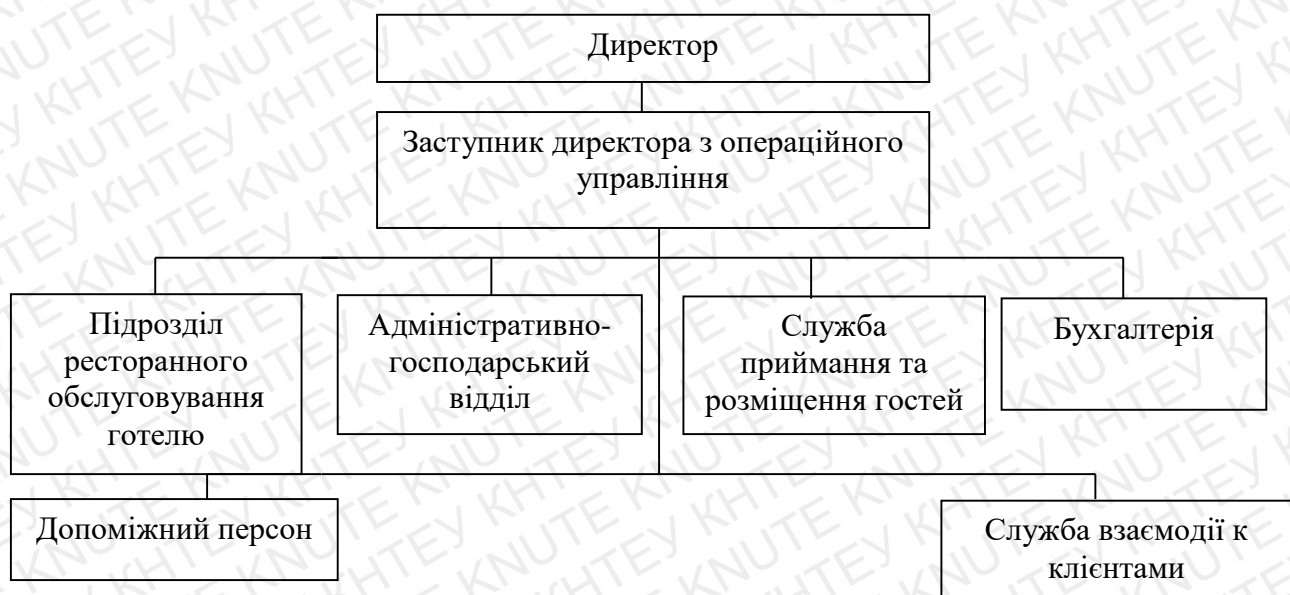 Директор
Заступник директора з операційного
управління
Підрозділ
ресторанного
обслуговування
готелю
Адміністративно-
господарський
відділ
Служба
приймання та
розміщення гостей
Бухгалтерія
Допоміжний персон
Служба взаємодії к
клієнтами